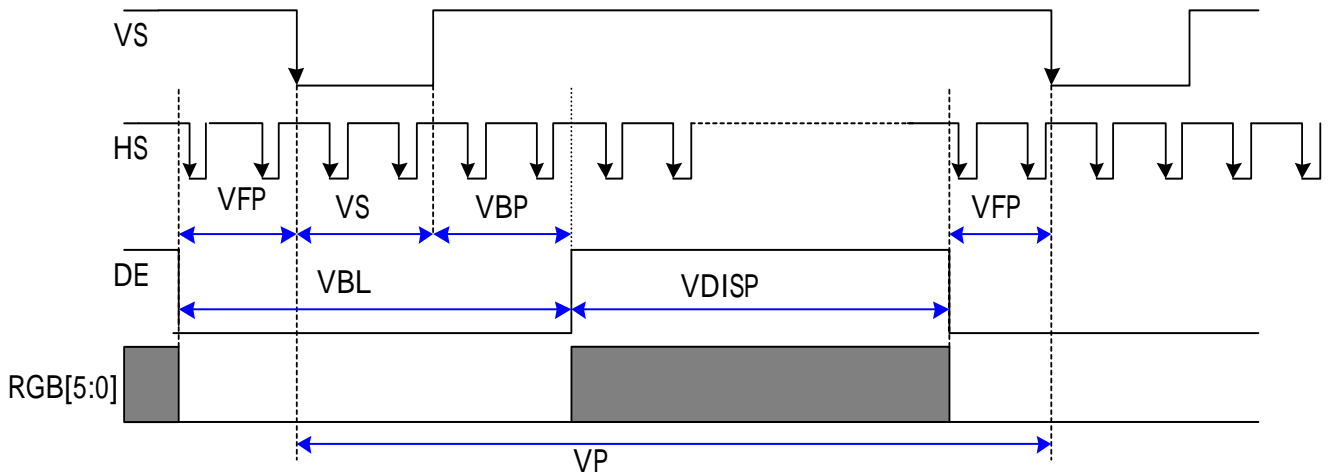 VS
HS
VFP
VS
VBP
VFP
DE
VBL
VDISP
RGB[5:0]
VP